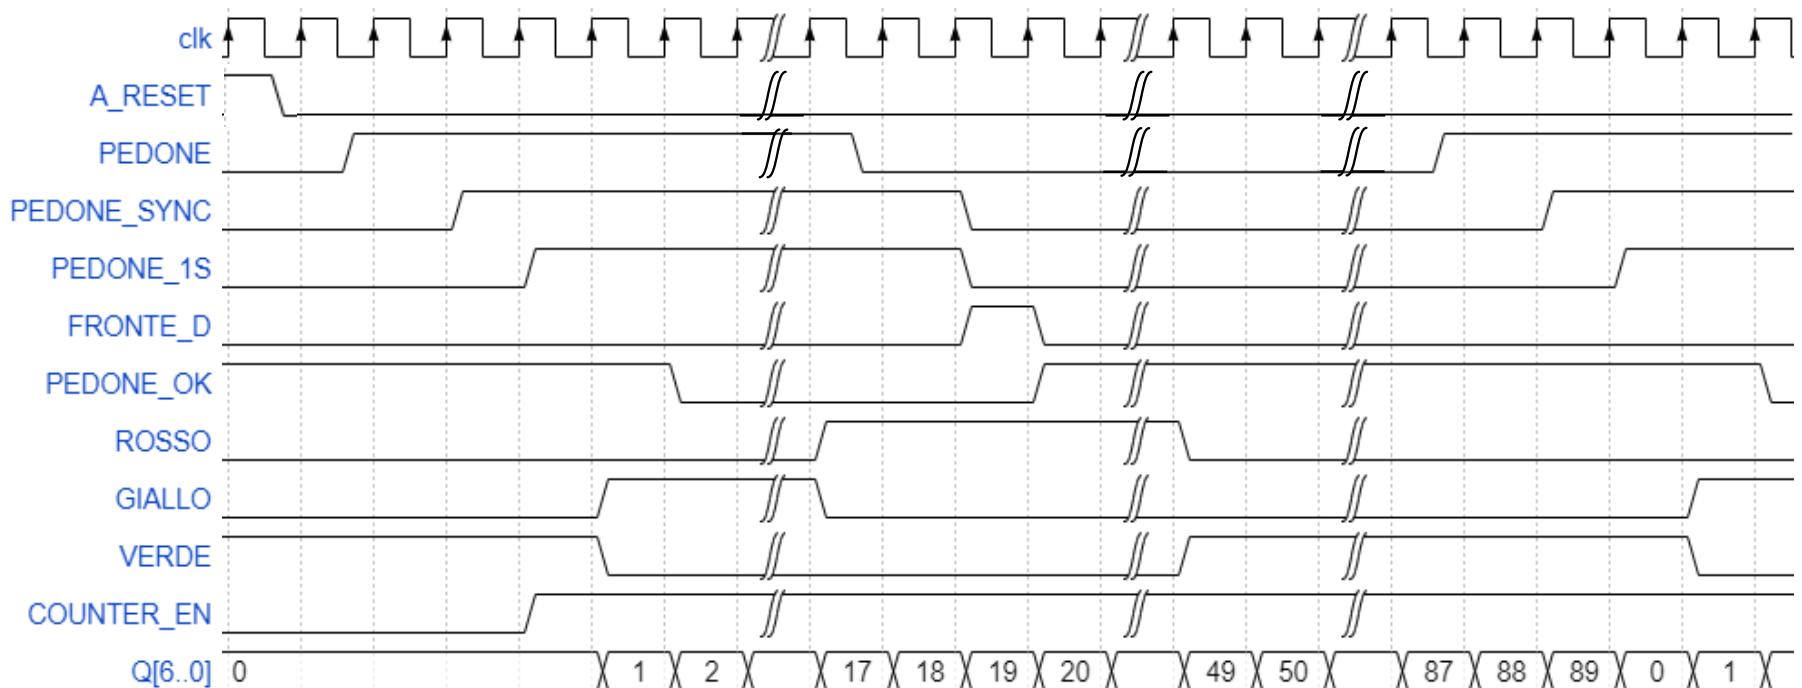 clk
A_RESET
PEDONE
PEDONE_SYNC
PEDONE_1S
FRONTE_D
PEDONE_OK
ROSSO
GIALLO
VERDE
COUNTER_EN
Q[6..0] 0 1 2 17 18 19 20 49 50 87 88 89 0 1